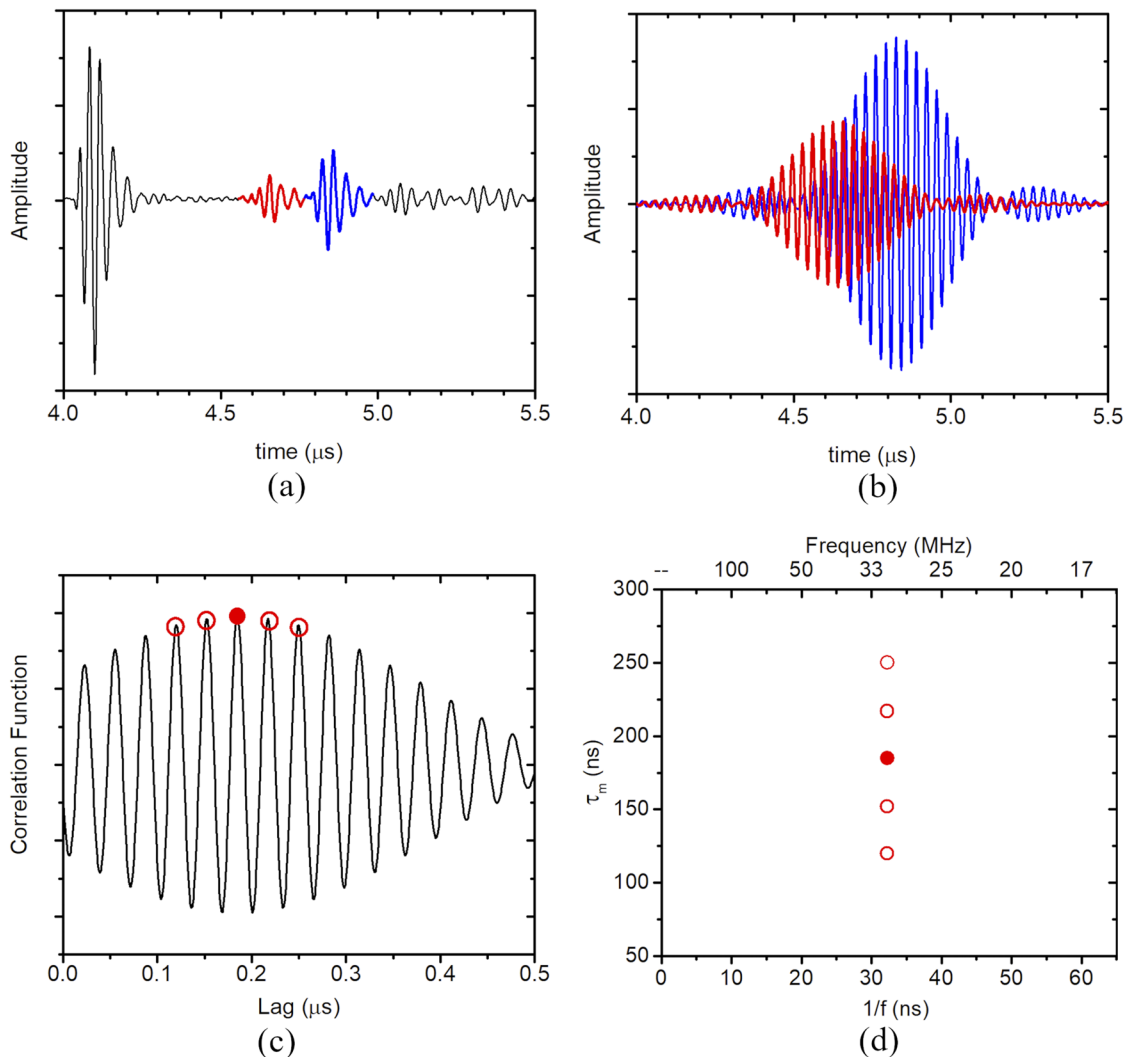 Amplitude
4.0 4.5 5.0 5.5
time (μs)
(a)
Amplitude
4.0 4.5 5.0 5.5
time (μs)
(b)
Correlation Function
0.0 0.1 0.2 0.3 0.4 0.5
Lag (μs)
(c)
Frequency (MHz)
-- 100 50 33 25 20 17
300
250
200
150
100
50
τm (ns)
0 10 20 30 40 50 60
1/f (ns)
(d)